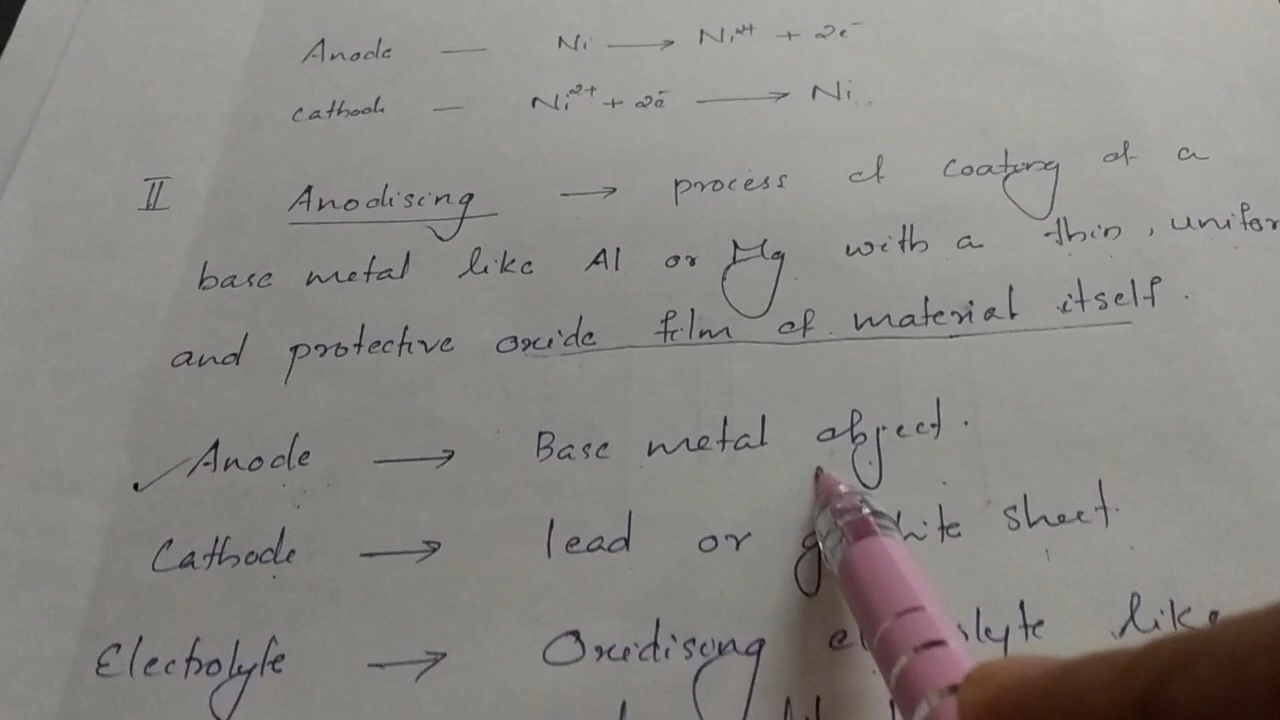 Anode — Ni → Ni²⁺ + 2e⁻
Cathode — Ni²⁺ + 2e⁻ → Ni
II Anodising → process of coating of a
base metal like Al or Mg with a thin, unifor
and protective oxide film of material itself.
✓ Anode → Base metal object.
Cathode → lead or sheet
Electrolyte → Oxidising like